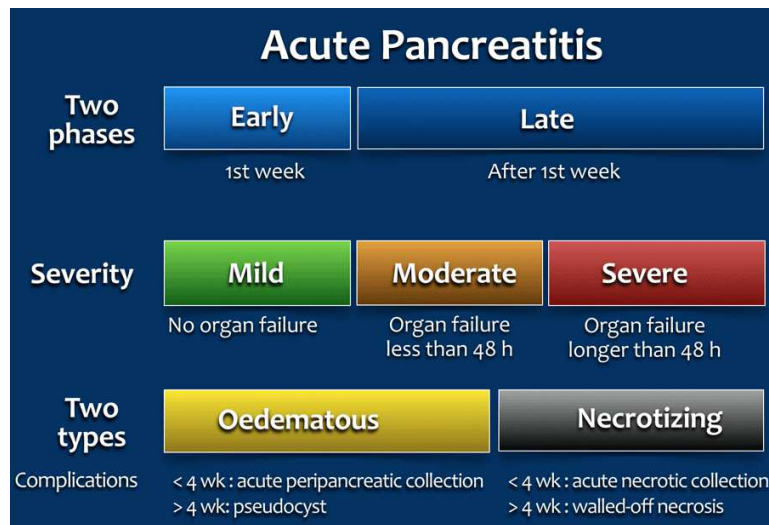 Acute Pancreatitis
Two phases
Early
Late
1st week
After 1st week
Severity
Mild
Moderate
Severe
No organ failure
Organ failure
less than 48 h
Organ failure
longer than 48 h
Two
types
Oedematous
Necrotizing
Complications
< 4 wk : acute peripancreatic collection
> 4 wk: pseudocyst
< 4 wk : acute necrotic collection
> 4 wk: walled-off necrosis